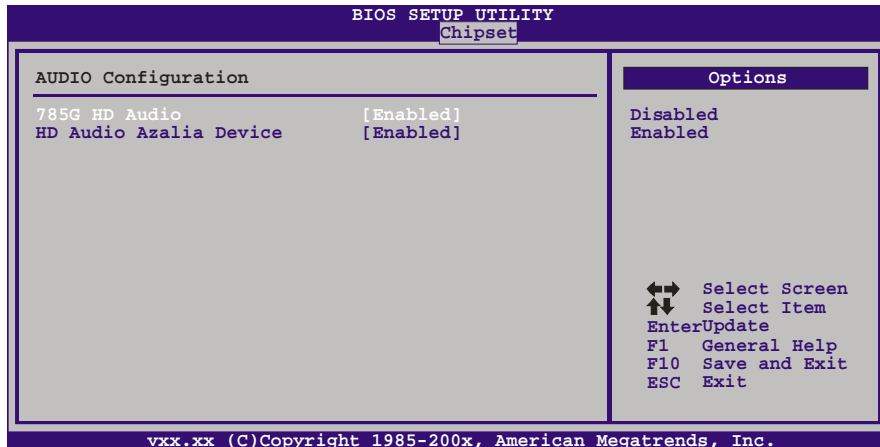 BIOS SETUP UTILITY
Chipset
AUDIO Configuration
785G HD Audio [Enabled]
HD Audio Azalia Device [Enabled]
Options
Disabled
Enabled
Select Screen
Select Item
EnterUpdate
F1 General Help
F10 Save and Exit
ESC Exit
vxx.xx (C)Copyright 1985-200x, American Megatrends, Inc.